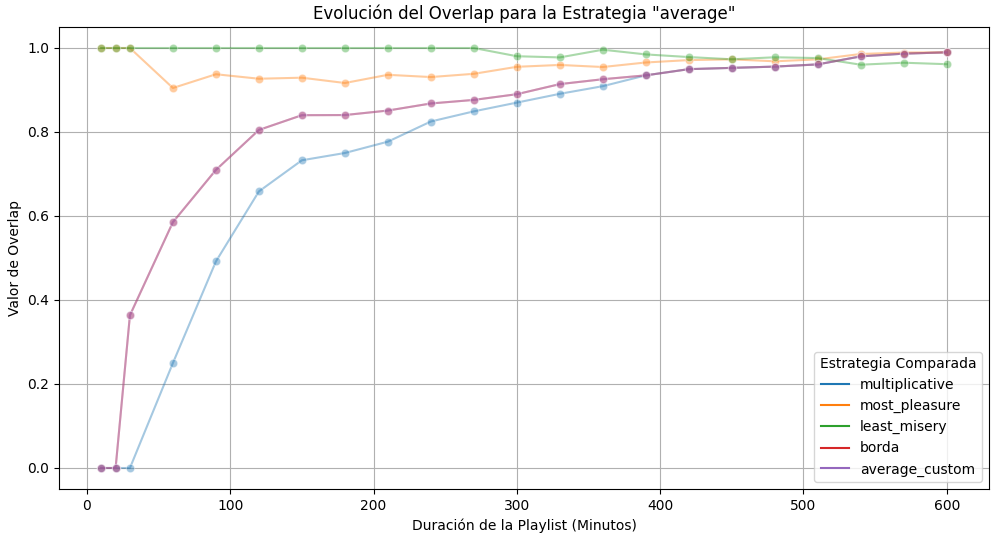 Evolución del Overlap para la Estrategia "average"
Valor de Overlap
1.0
0.8
0.6
0.4
0.2
0.0
0 100 200 300 400 500 600
Duración de la Playlist (Minutos)
Estrategia Comparada
multiplicative
most_pleasure
least_misery
borda
average_custom